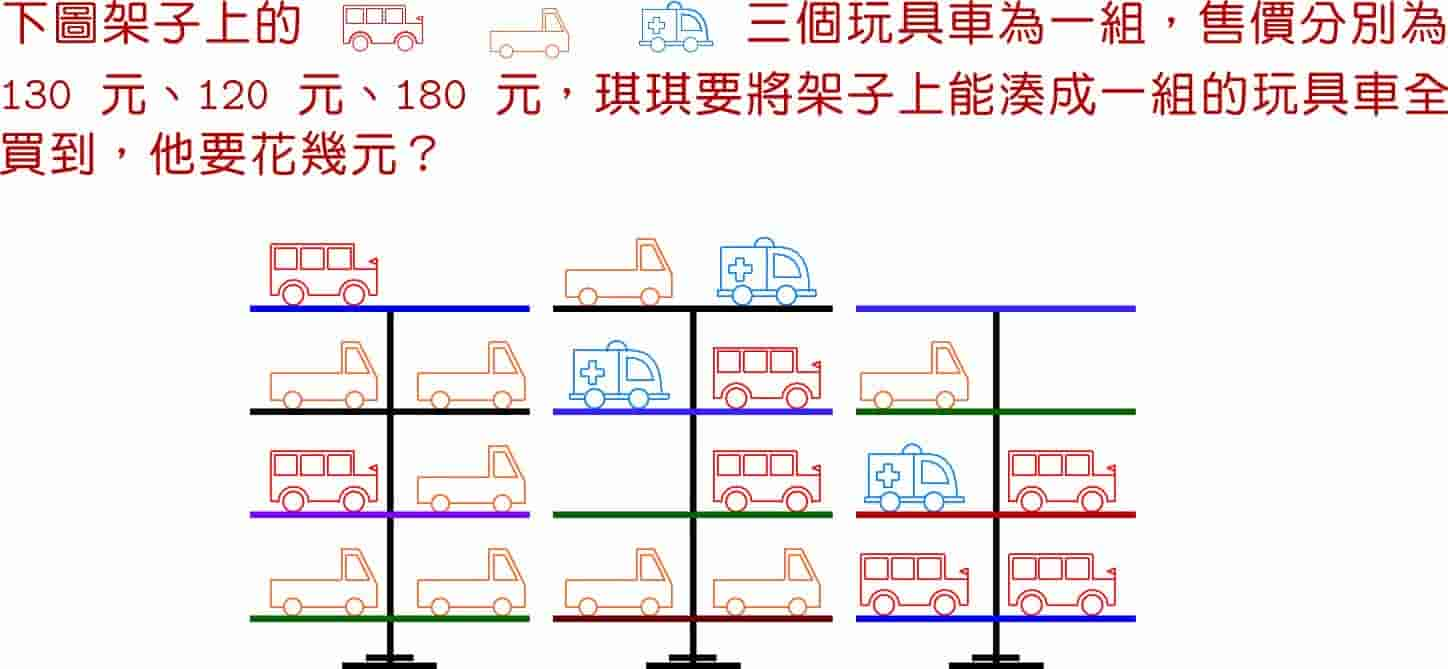 下圖架子上的 三個玩具車為一組，售價分別為
130 元、120 元、180 元，琪琪要將架子上能湊成一組的玩具車全
買到，他要花幾元？